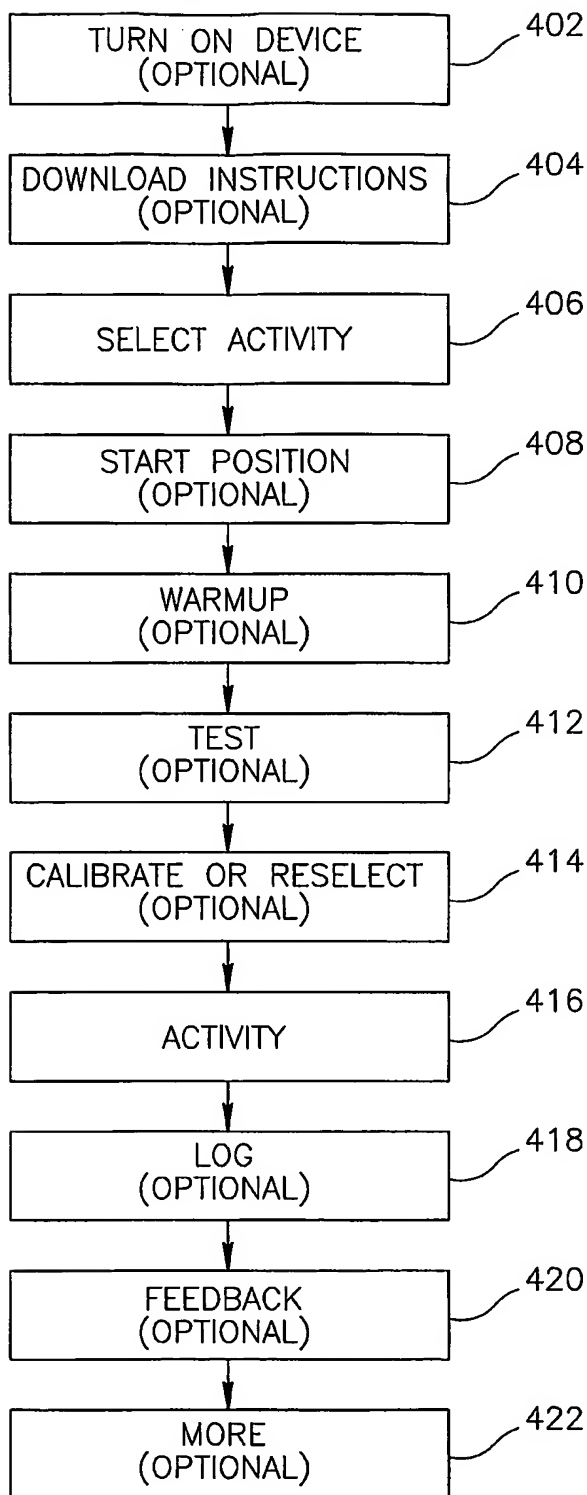 TURN ON DEVICE
(OPTIONAL)
402
DOWNLOAD INSTRUCTIONS
(OPTIONAL)
404
SELECT ACTIVITY
406
START POSITION
(OPTIONAL)
408
WARMUP
(OPTIONAL)
410
TEST
(OPTIONAL)
412
CALIBRATE OR RESELECT
(OPTIONAL)
414
ACTIVITY
416
LOG
(OPTIONAL)
418
FEEDBACK
(OPTIONAL)
420
MORE
(OPTIONAL)
422